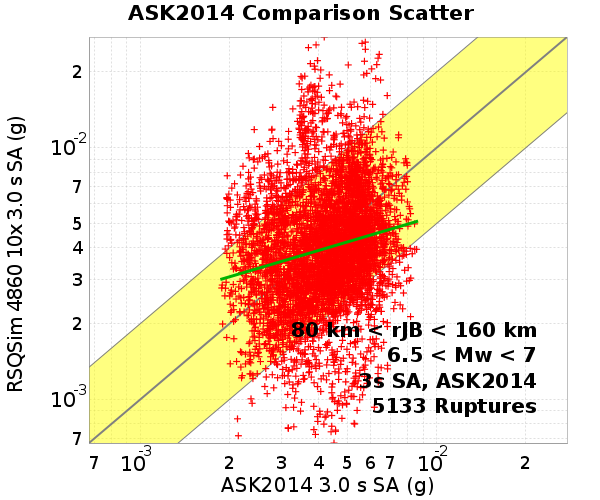 ASK2014 Comparison Scatter
RSQSim 4860 10x 3.0 s SA (g)
2
10-2
7
5
4
3
2
10-3
7
80 km < rJB < 160 km
6.5 < Mw < 7
3s SA, ASK2014
5133 Ruptures
7 10-3 2 3 4 5 6 7 10-2 2
ASK2014 3.0 s SA (g)